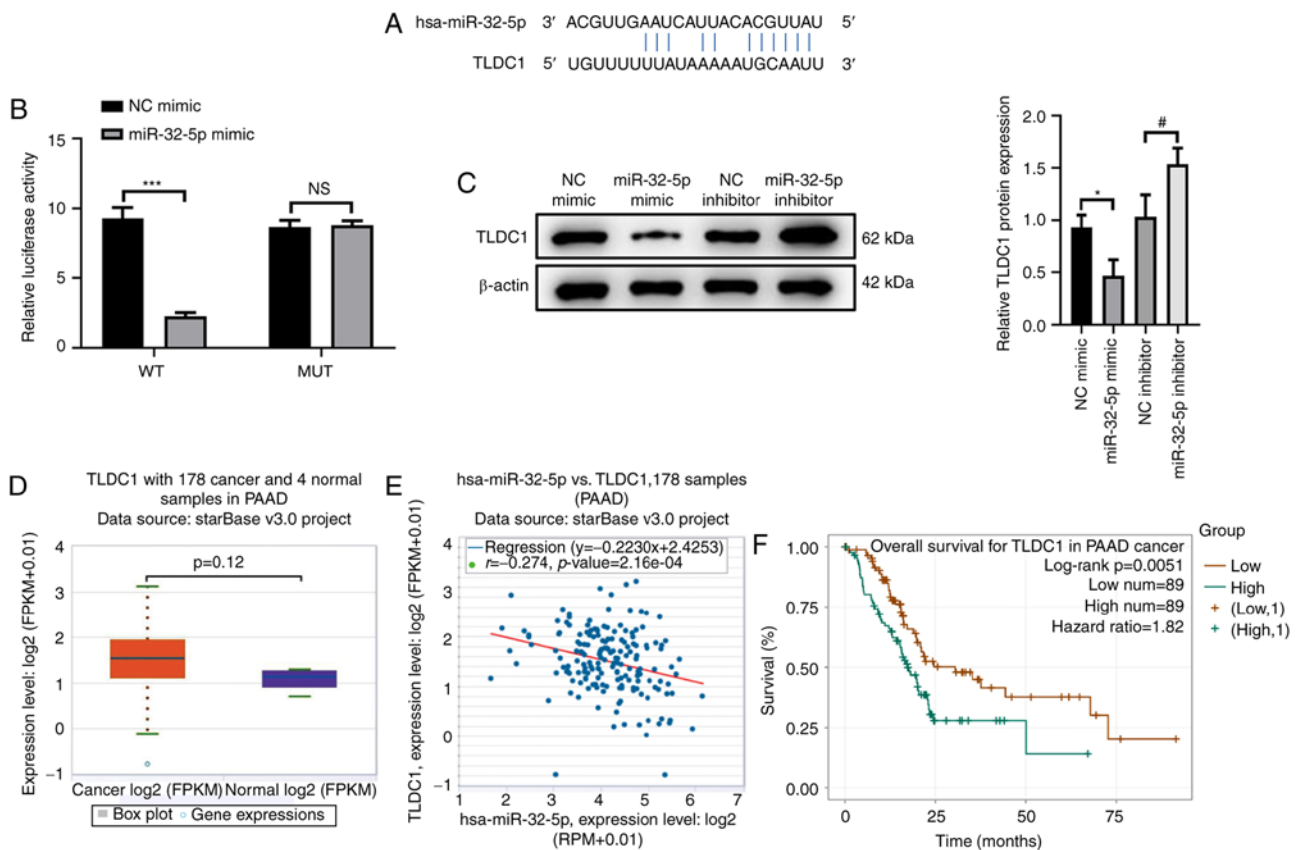 A
hsa-miR-32-5p 3′ ACGUUGAAUCAUUACACGUUAU 5′
TLDC1 5′ UGUUUUUUAUAAAAAUGCAAUU 3′
B
NC mimic
miR-32-5p mimic
Relative luciferase activity
15
10
5
0
***
NS
WT
MUT
C
NC mimic
miR-32-5p mimic
NC inhibitor
miR-32-5p inhibitor
TLDC1
62 kDa
β-actin
42 kDa
Relative TLDC1 protein expression
2.0
1.5
1.0
0.5
0.0
*
#
NC mimic
miR-32-5p mimic
NC inhibitor
miR-32-5p inhibitor
D
TLDC1 with 178 cancer and 4 normal
samples in PAAD
Data source: starBase v3.0 project
Expression level: log2 (FPKM+0.01)
4
3
2
1
0
−1
p=0.12
Cancer log2 (FPKM) Normal log2 (FPKM)
Box plot Gene expressions
E
hsa-miR-32-5p vs. TLDC1,178 samples
(PAAD)
Data source: starBase v3.0 project
Regression (y=−0.2230x+2.4253)
r=−0.274, p-value=2.16e-04
TLDC1, expression level: log2 (FPKM+0.01)
4
3
2
1
0
−1
1 2 3 4 5 6 7
hsa-miR-32-5p, expression level: log2
(RPM+0.01)
F
Overall survival for TLDC1 in PAAD cancer
Log-rank p=0.0051
Low num=89
High num=89
Hazard ratio=1.82
Survival (%)
1.00
0.75
0.50
0.25
0.00
0 25 50 75
Time (months)
Group
Low
High
(Low,1)
(High,1)